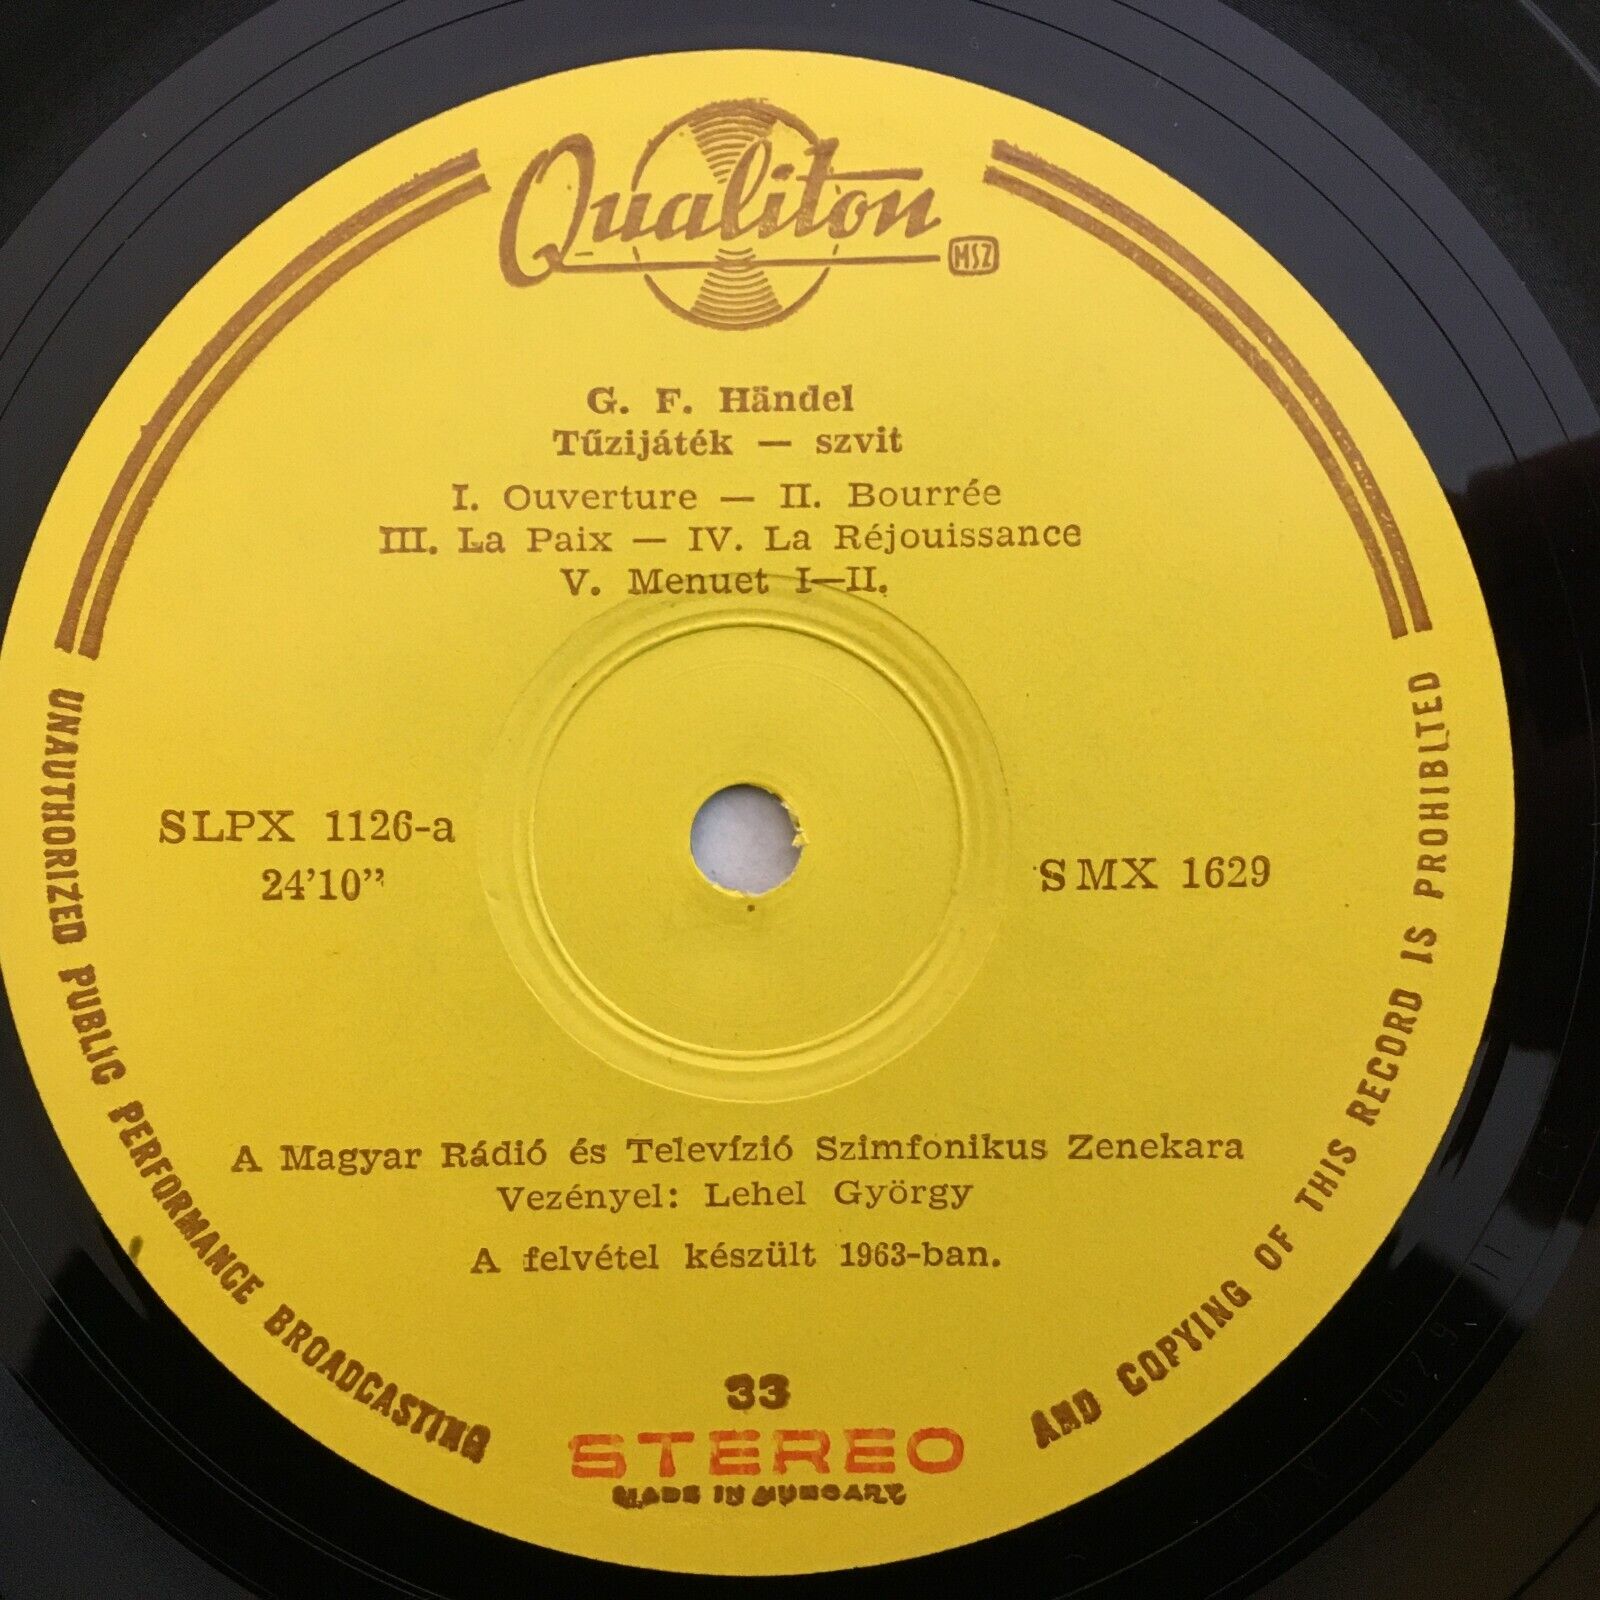 Qualiton
MSZ
G. F. Händel
Tűzijáték — szvit
I. Ouverture — II. Bourrée
III. La Paix — IV. La Réjouissance
V. Menuet I—II.
SLPX 1126-a
24'10”
SMX 1629
A Magyar Rádió és Televízió Szimfonikus Zenekara
Vezényel: Lehel György
A felvétel készült 1963-ban.
33
STEREO
MADE IN HUNGARY
UNAUTHORIZED PUBLIC PERFORMANCE BROADCASTING
AND COPYING OF THIS RECORD IS PROHIBITED